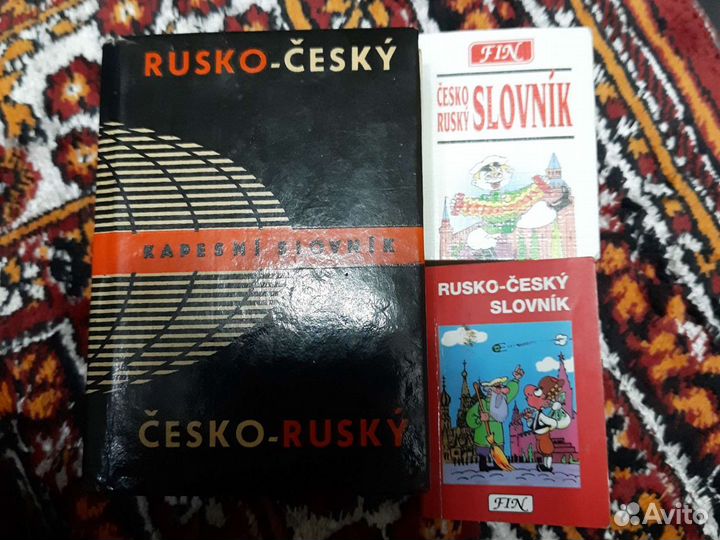 RUSKO-ČESKÝ
KAPESNÍ SLOVNÍK
ČESKO-RUSKÝ
FIN
ČESKO
RUSKÝ
SLOVNÍK
RUSKO-ČESKÝ
SLOVNÍK
FIN
Avito